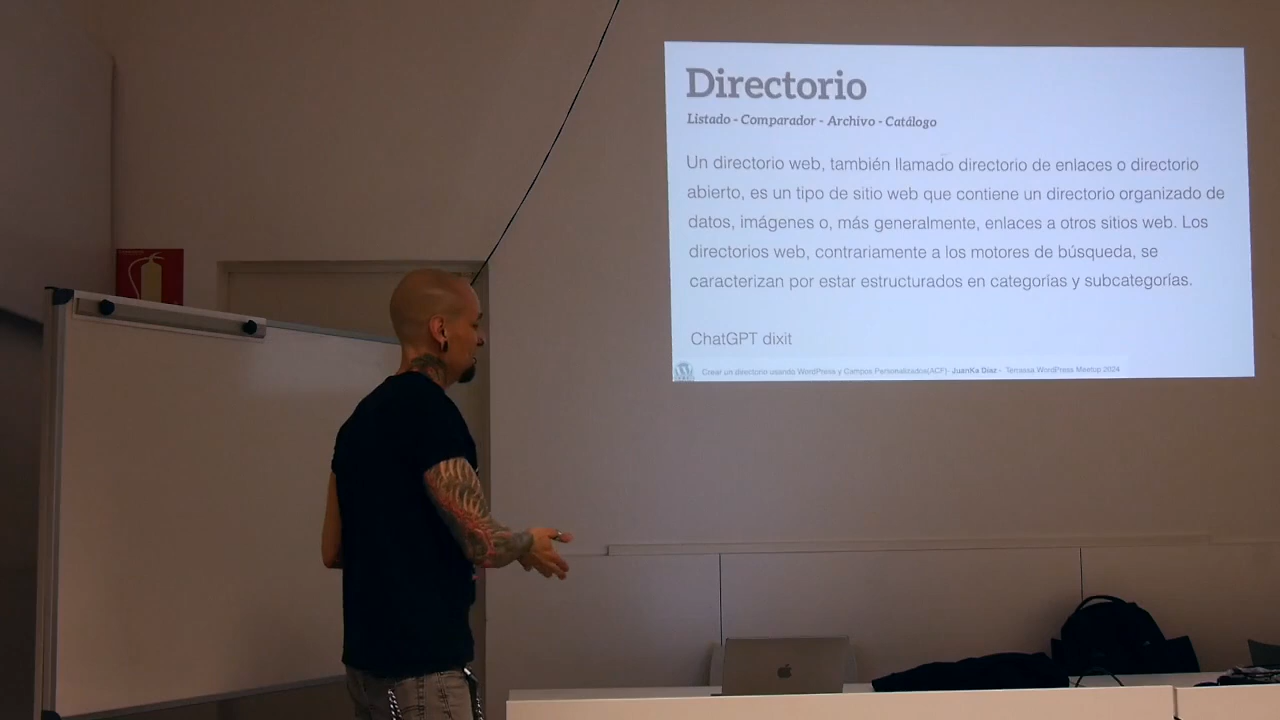 Directorio
Listado - Comparador - Archivo - Catálogo
Un directorio web, también llamado directorio de enlaces o directorio
abierto, es un tipo de sitio web que contiene un directorio organizado de
datos, imágenes o, más generalmente, enlaces a otros sitios web. Los
directorios web, contrariamente a los motores de búsqueda, se
caracterizan por estar estructurados en categorías y subcategorías.
ChatGPT dixit
Crear un directorio usando WordPress y Campos Personalizados(ACF)- JuanKa Díaz - Terrassa WordPress Meetup 2024